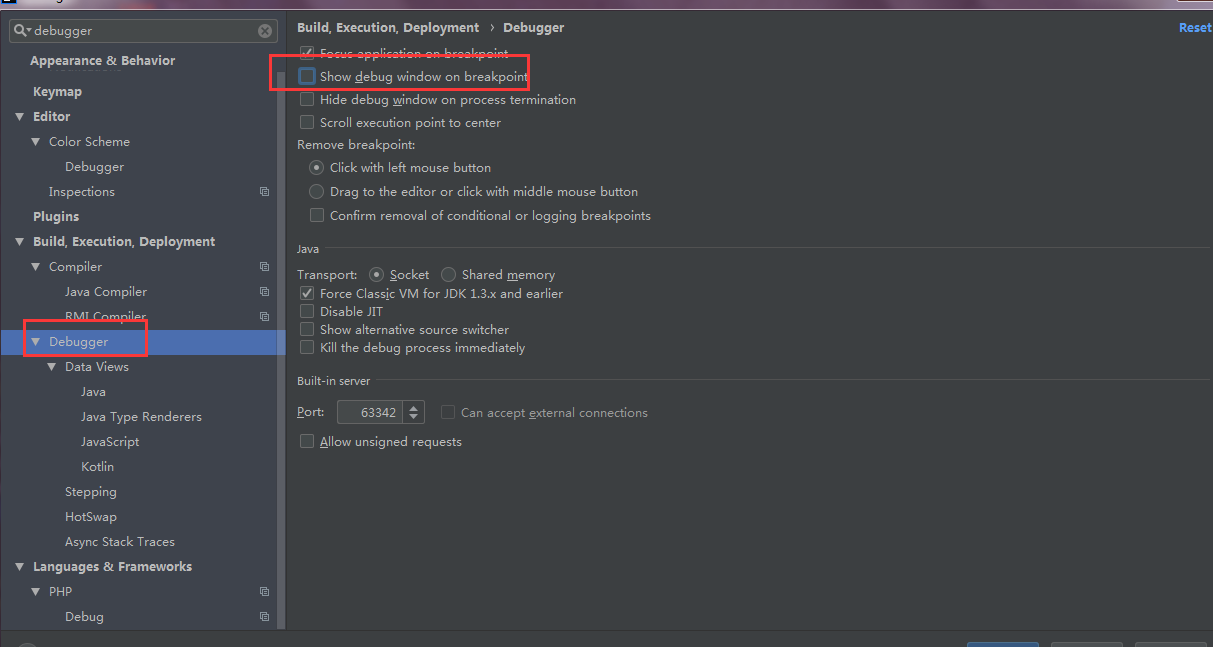 debugger
Appearance & Behavior
Keymap
Editor
Color Scheme
Debugger
Inspections
Plugins
Build, Execution, Deployment
Compiler
Java Compiler
RMI Compiler
Debugger
Data Views
Java
Java Type Renderers
JavaScript
Kotlin
Stepping
HotSwap
Async Stack Traces
Languages & Frameworks
PHP
Debug
Build, Execution, Deployment › Debugger
Reset
Focus application on breakpoint
Show debug window on breakpoint
Hide debug window on process termination
Scroll execution point to center
Remove breakpoint:
Click with left mouse button
Drag to the editor or click with middle mouse button
Confirm removal of conditional or logging breakpoints
Java
Transport: Socket Shared memory
Force Classic VM for JDK 1.3.x and earlier
Disable JIT
Show alternative source switcher
Kill the debug process immediately
Built-in server
Port: 63342 Can accept external connections
Allow unsigned requests